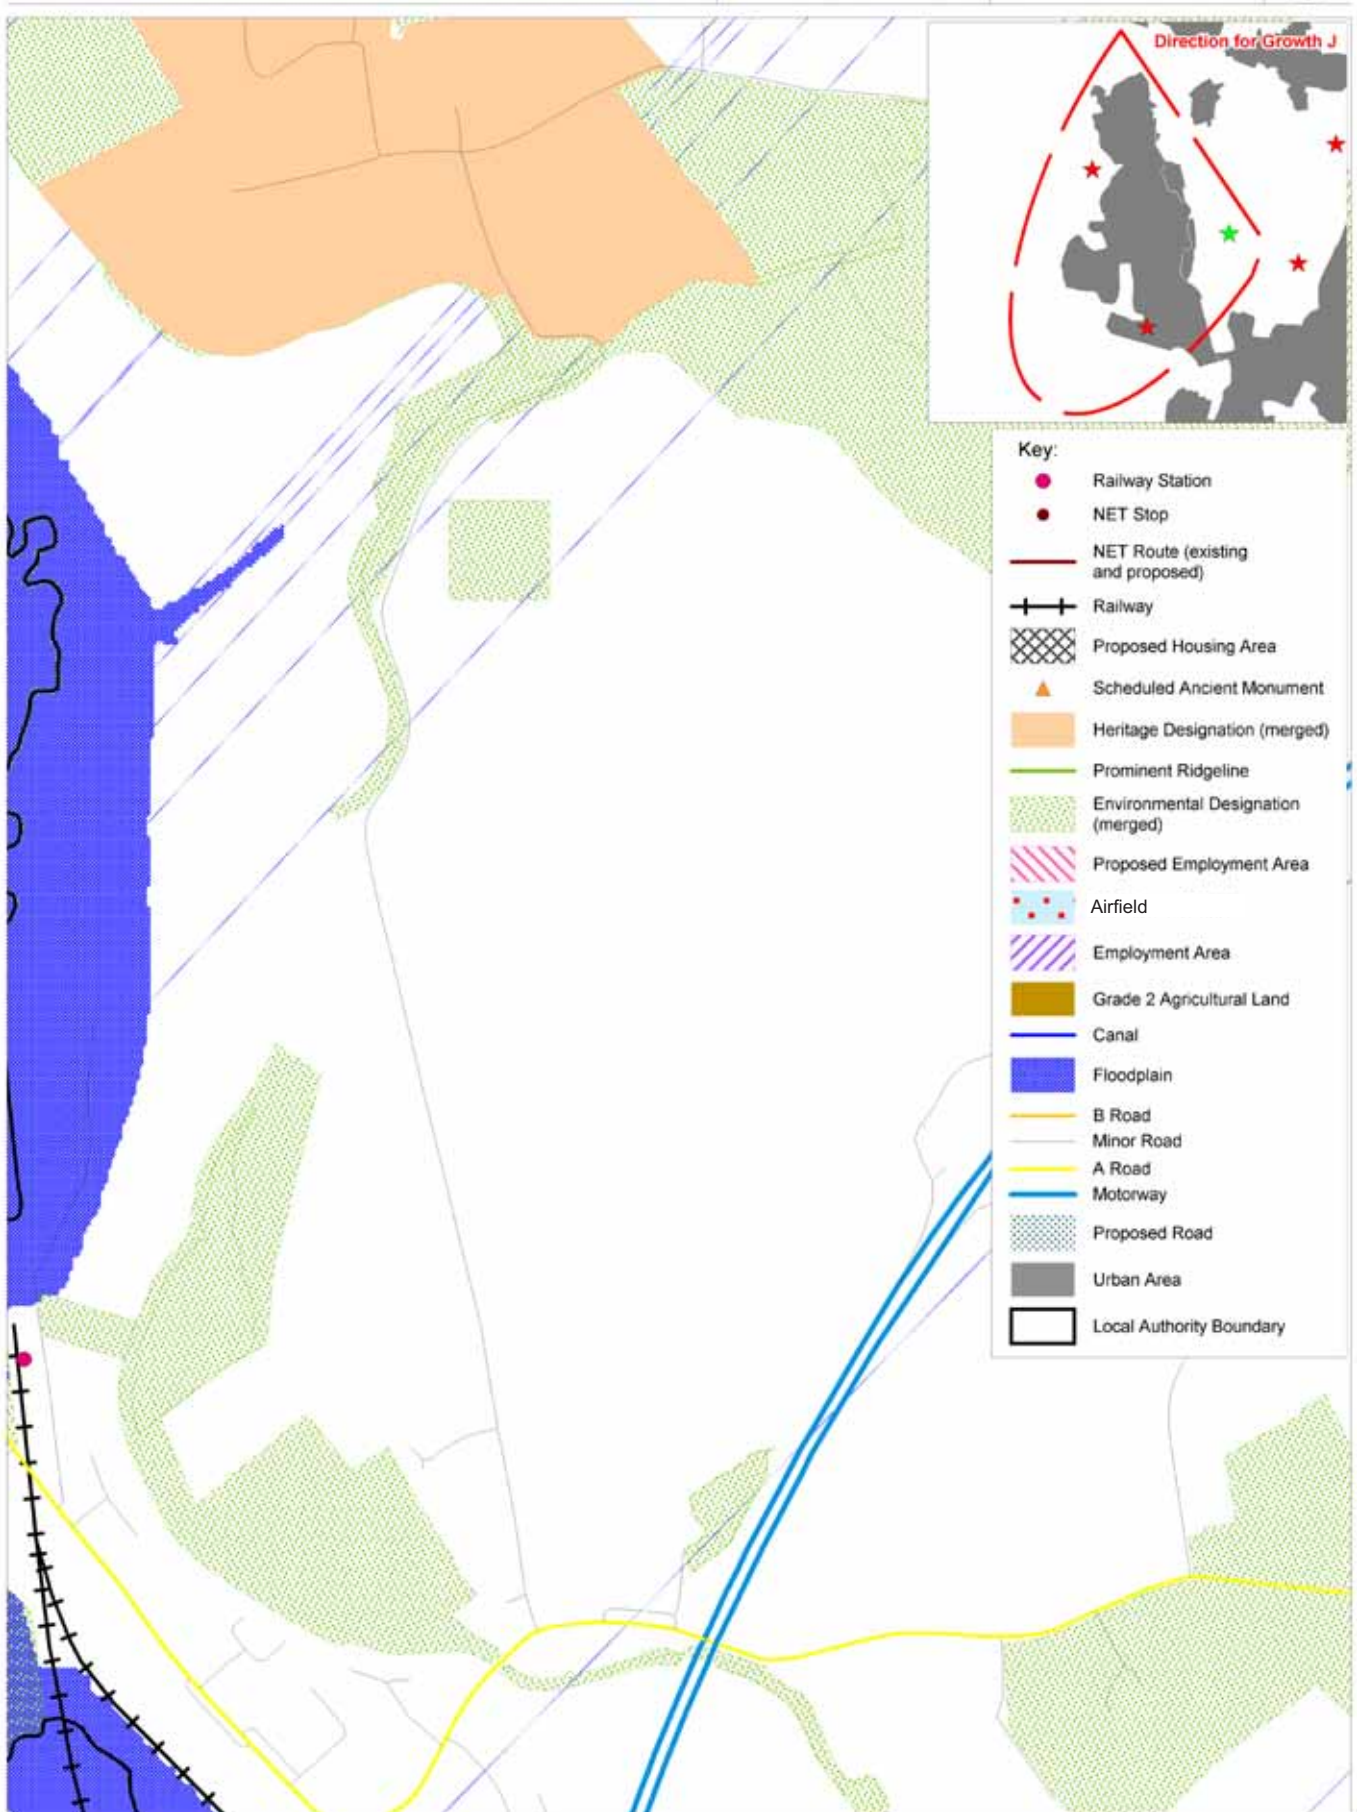 Direction for Growth J
Key:
Railway Station
NET Stop
NET Route (existing
and proposed)
Railway
Proposed Housing Area
Scheduled Ancient Monument
Heritage Designation (merged)
Prominent Ridgeline
Environmental Designation
(merged)
Proposed Employment Area
Airfield
Employment Area
Grade 2 Agricultural Land
Canal
Floodplain
B Road
Minor Road
A Road
Motorway
Proposed Road
Urban Area
Local Authority Boundary